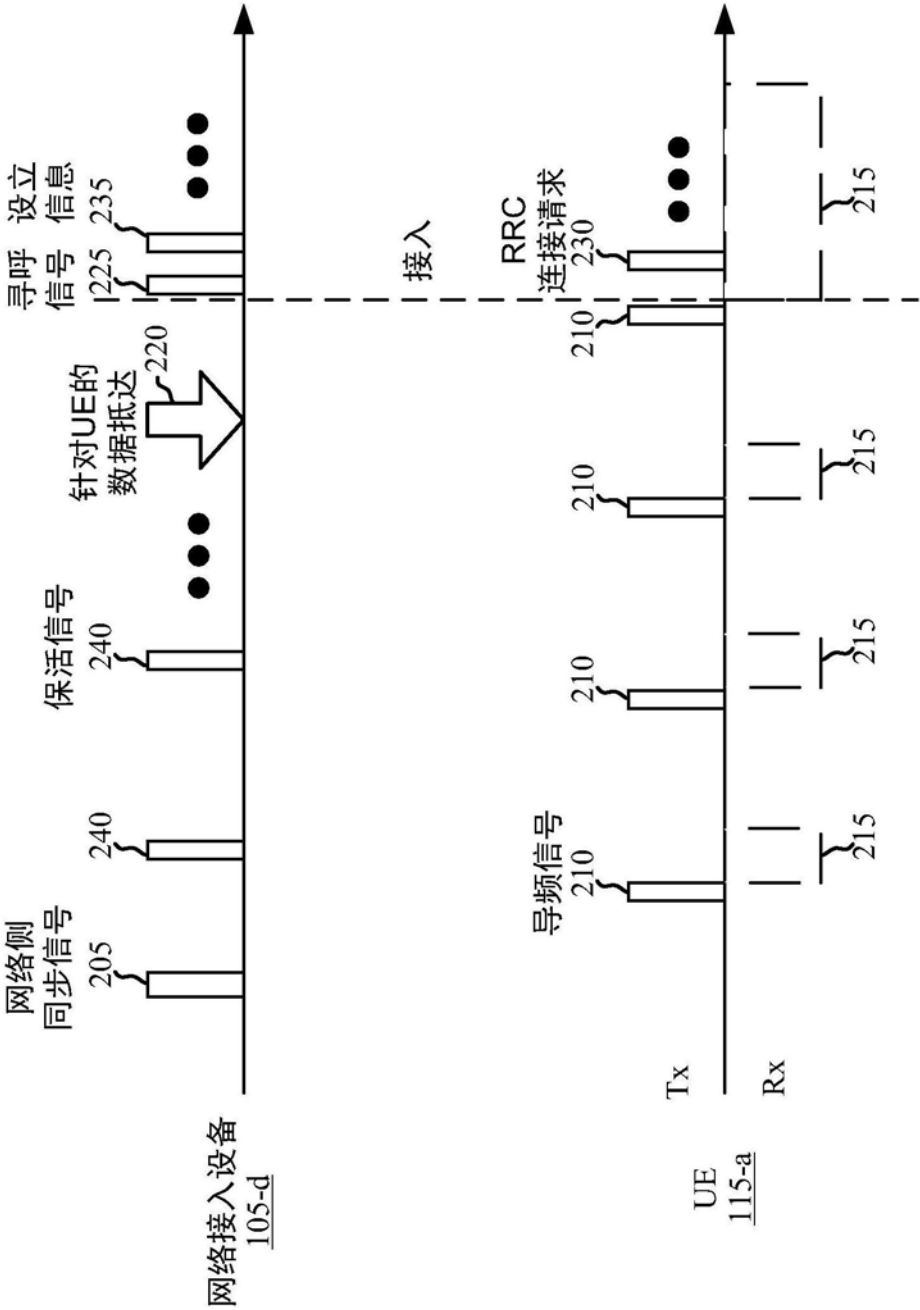 网络侧
同步信号
205
240
保活信号
240
针对UE的
数据抵达
220
寻呼
信号
225
设立
信息
235
网络接入设备
105-d
接入
导频信号
210
210
210
210
RRC
连接请求
230
Tx
Rx
UE
115-a
215
215
215
215